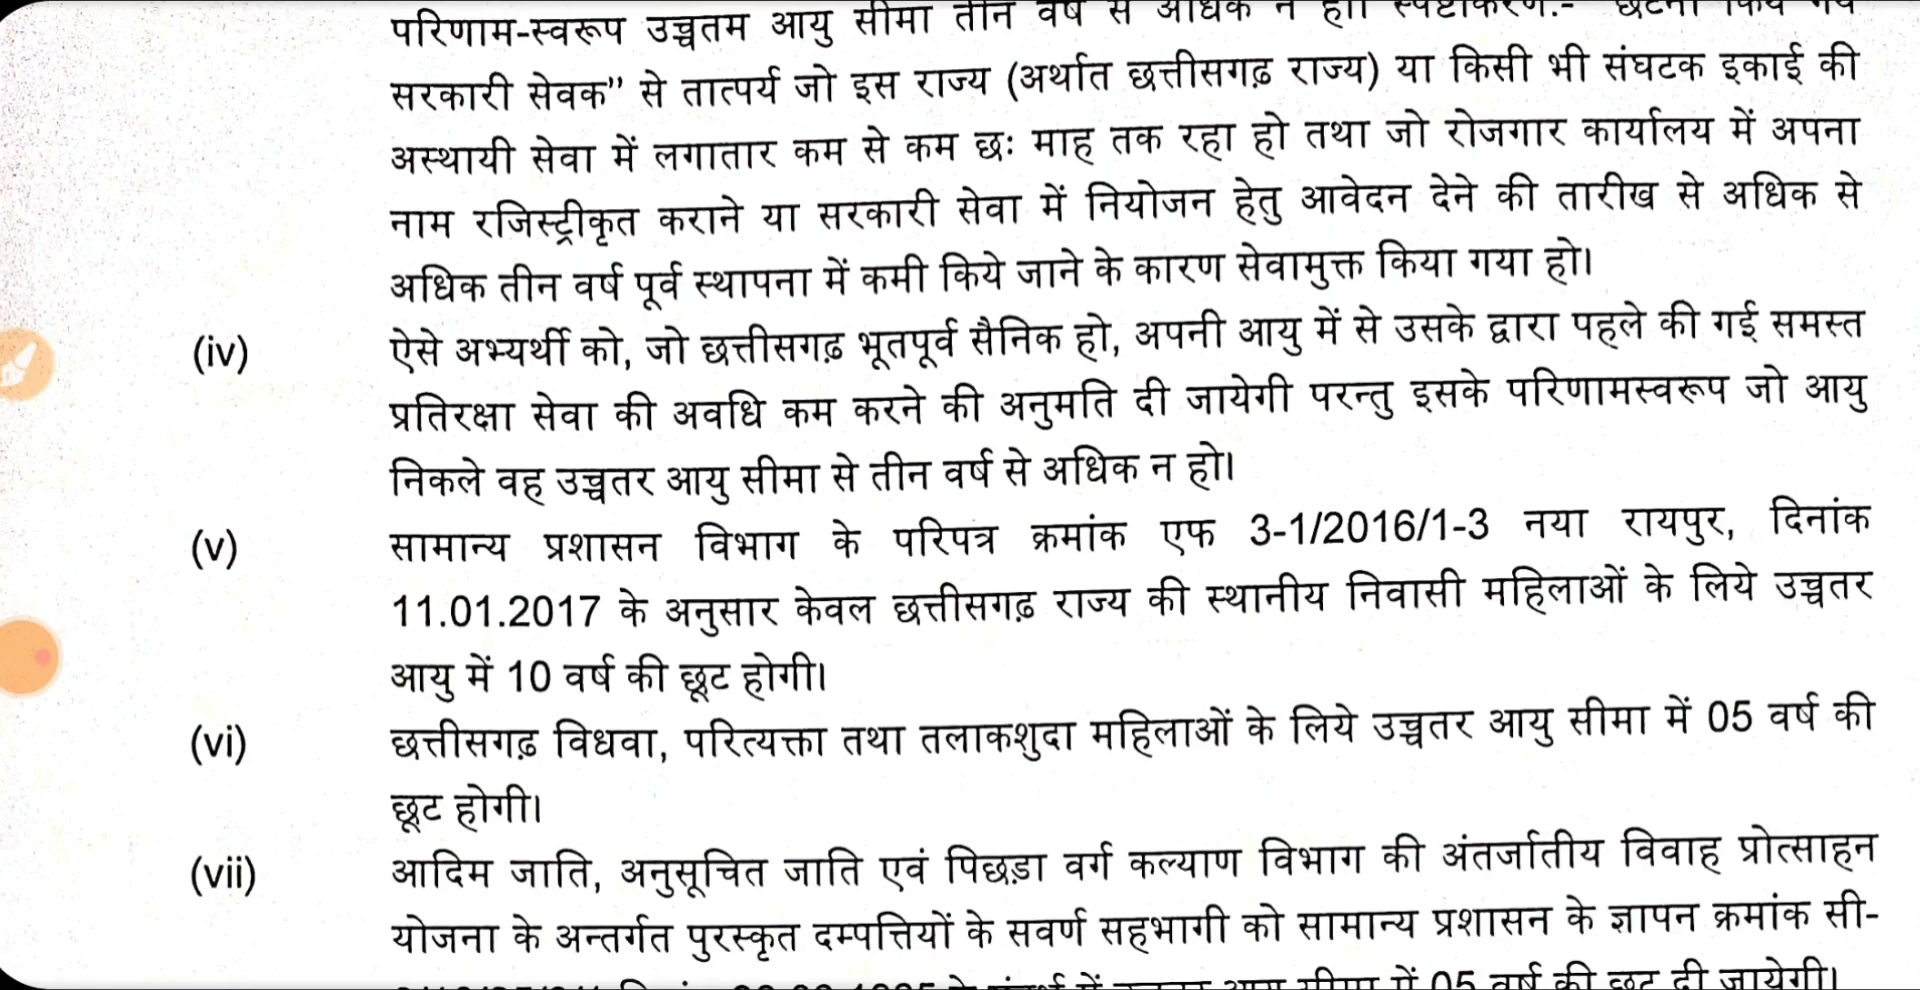 परिणाम-स्वरूप उच्चतम आयु सीमा तीन वर्ष से अधिक न हो। स्पष्टीकरण:- "छटनी किये गये
सरकारी सेवक" से तात्पर्य जो इस राज्य (अर्थात छत्तीसगढ़ राज्य) या किसी भी संघटक इकाई की
अस्थायी सेवा में लगातार कम से कम छः माह तक रहा हो तथा जो रोजगार कार्यालय में अपना
नाम रजिस्ट्रीकृत कराने या सरकारी सेवा में नियोजन हेतु आवेदन देने की तारीख से अधिक से
अधिक तीन वर्ष पूर्व स्थापना में कमी किये जाने के कारण सेवामुक्त किया गया हो।
(iv) ऐसे अभ्यर्थी को, जो छत्तीसगढ़ भूतपूर्व सैनिक हो, अपनी आयु में से उसके द्वारा पहले की गई समस्त
प्रतिरक्षा सेवा की अवधि कम करने की अनुमति दी जायेगी परन्तु इसके परिणामस्वरूप जो आयु
निकले वह उच्चतर आयु सीमा से तीन वर्ष से अधिक न हो।
(v) सामान्य प्रशासन विभाग के परिपत्र क्रमांक एफ 3-1/2016/1-3 नया रायपुर, दिनांक
11.01.2017 के अनुसार केवल छत्तीसगढ़ राज्य की स्थानीय निवासी महिलाओं के लिये उच्चतर
आयु में 10 वर्ष की छूट होगी।
(vi) छत्तीसगढ़ विधवा, परित्यक्ता तथा तलाकशुदा महिलाओं के लिये उच्चतर आयु सीमा में 05 वर्ष की
छूट होगी।
(vii) आदिम जाति, अनुसूचित जाति एवं पिछड़ा वर्ग कल्याण विभाग की अंतर्जातीय विवाह प्रोत्साहन
योजना के अन्तर्गत पुरस्कृत दम्पत्तियों के सवर्ण सहभागी को सामान्य प्रशासन के ज्ञापन क्रमांक सी-
आयु सीमा में 05 वर्ष की छूट दी जायेगी।